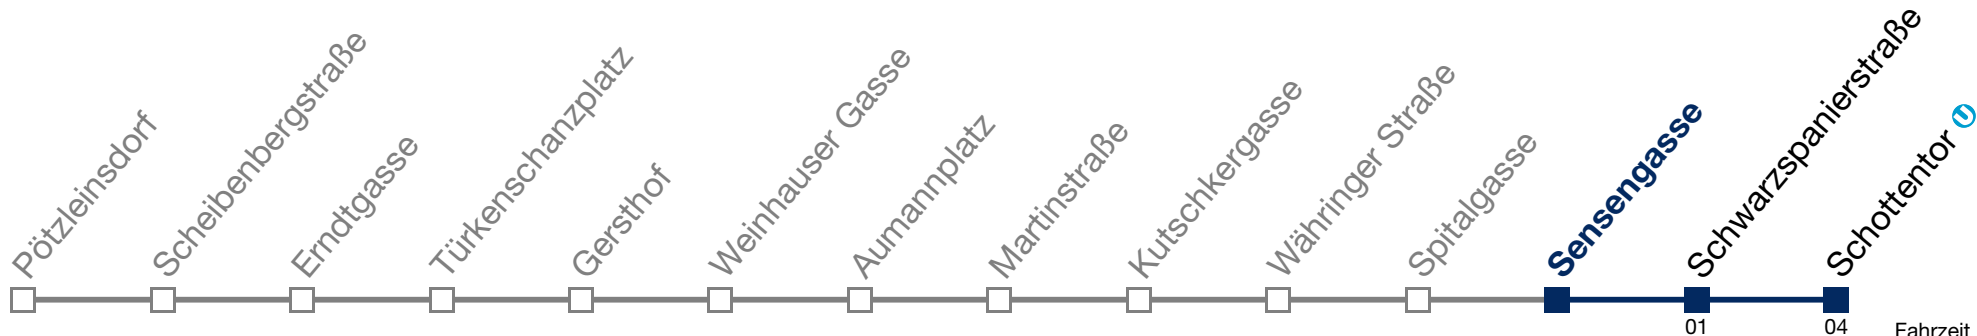 Pötzleinsdorf
Scheibenbergstraße
Erndtgasse
Türkenschanzplatz
Gersthof
Weinhauser Gasse
Aumannplatz
Martinstraße
Kutschkergasse
Währinger Straße
Spitalgasse
Sensengasse
Schwarzspanierstraße
Schottentor U
01
04
Fahrzeit